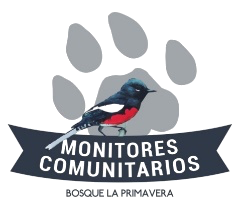 MONITORES
COMUNITARIOS
BOSQUE LA PRIMAVERA